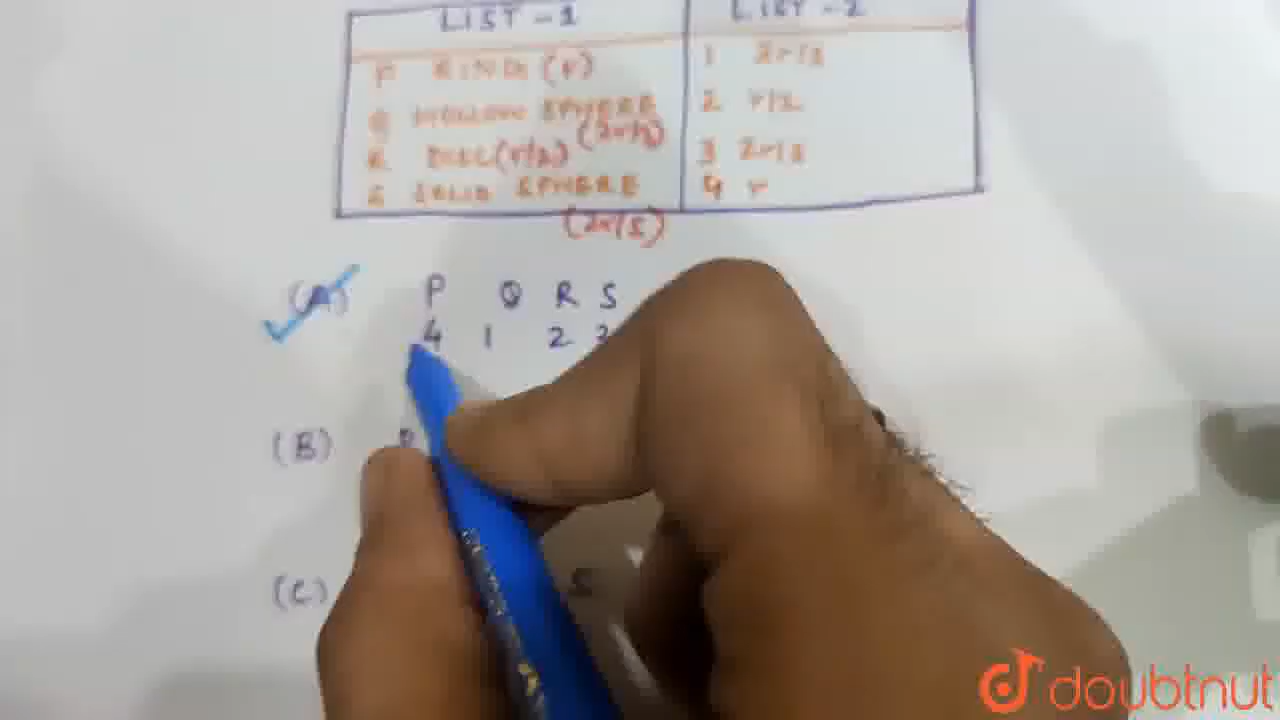 LIST - 1 LIST - 2
P RING (r) 1 2r/3
Q HOLLOW SPHERE (2r/3) 2 r/2
R DISC (r/2) 3 2r/5
S SOLID SPHERE (2r/5) 4 r
(A) P Q R S
4 1 2 3
(B) P
(C) S
doubtnut